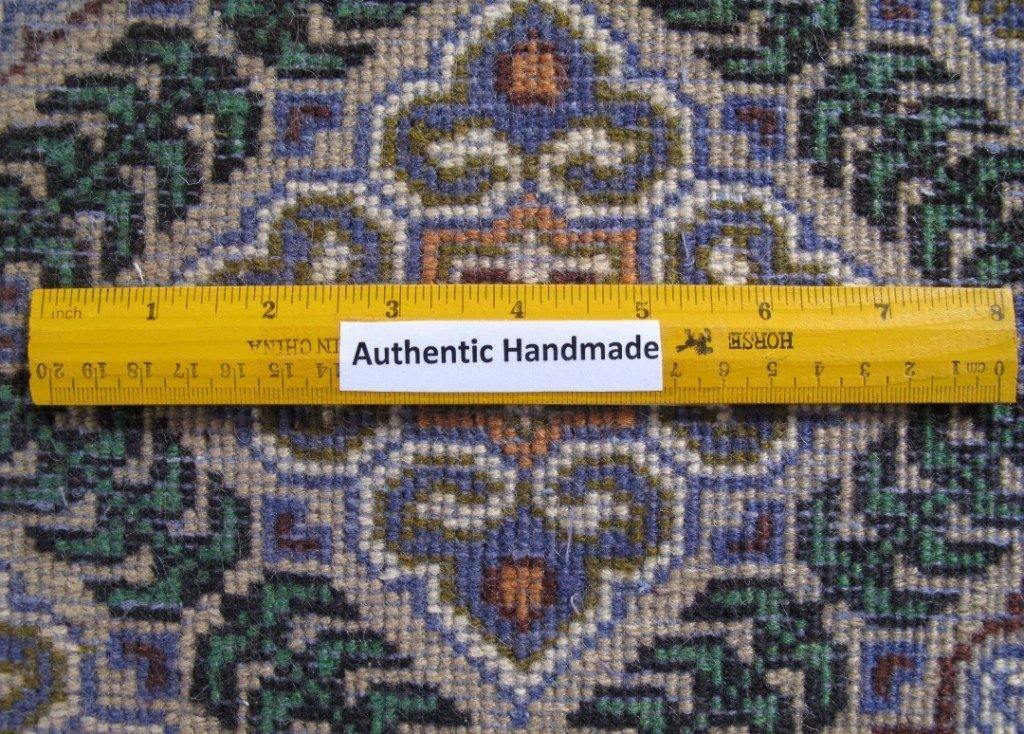 inch 1 2 3 4 5 6 7 8
Authentic Handmade
HORSE
IN CHINA
0 cm 1 2 3 4 5 6 7
14 15 16 17 18 19 20